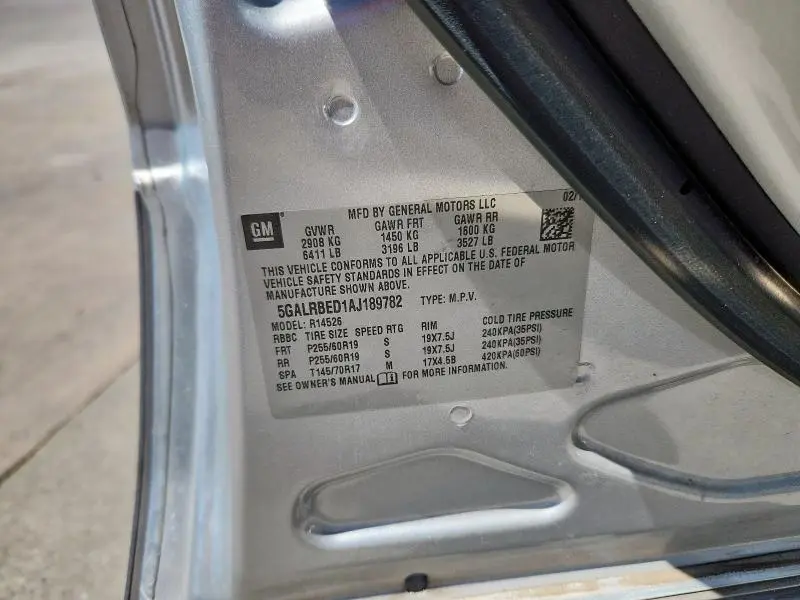 MFD BY GENERAL MOTORS LLC 02/1
GM GVWR GAWR FRT GAWR RR
2908 KG 1450 KG 1600 KG
6411 LB 3196 LB 3527 LB
THIS VEHICLE CONFORMS TO ALL APPLICABLE U.S. FEDERAL MOTOR
VEHICLE SAFETY STANDARDS IN EFFECT ON THE DATE OF
MANUFACTURE SHOWN ABOVE.
5GALRBED1AJ189782 TYPE: M.P.V.
MODEL: R14526
RBBC TIRE SIZE SPEED RTG RIM COLD TIRE PRESSURE
FRT P255/60R19 S 19X7.5J 240KPA(35PSI)
RR P255/60R19 S 19X7.5J 240KPA(35PSI)
SPA T145/70R17 M 17X4.5B 420KPA(60PSI)
SEE OWNER'S MANUAL FOR MORE INFORMATION.